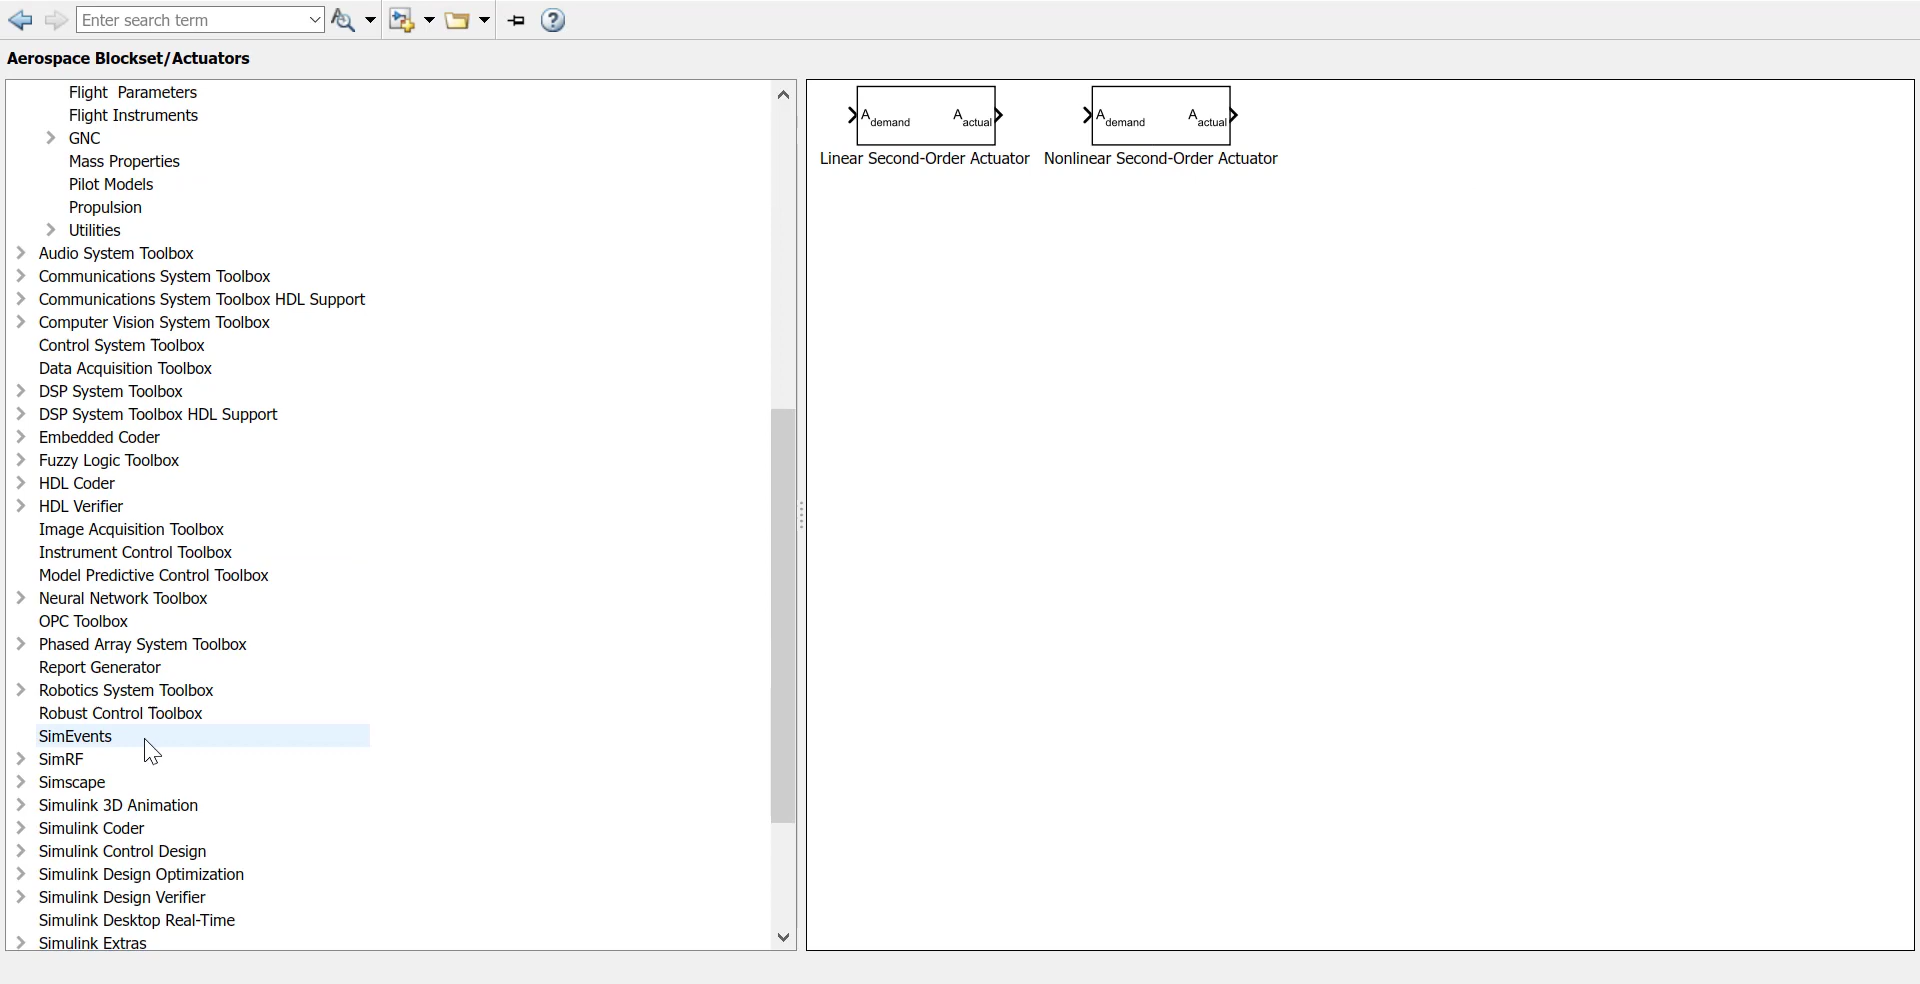 Enter search term
Aerospace Blockset/Actuators
Flight Parameters
Flight Instruments
GNC
Mass Properties
Pilot Models
Propulsion
Utilities
Audio System Toolbox
Communications System Toolbox
Communications System Toolbox HDL Support
Computer Vision System Toolbox
Control System Toolbox
Data Acquisition Toolbox
DSP System Toolbox
DSP System Toolbox HDL Support
Embedded Coder
Fuzzy Logic Toolbox
HDL Coder
HDL Verifier
Image Acquisition Toolbox
Instrument Control Toolbox
Model Predictive Control Toolbox
Neural Network Toolbox
OPC Toolbox
Phased Array System Toolbox
Report Generator
Robotics System Toolbox
Robust Control Toolbox
SimEvents
SimRF
Simscape
Simulink 3D Animation
Simulink Coder
Simulink Control Design
Simulink Design Optimization
Simulink Design Verifier
Simulink Desktop Real-Time
Simulink Extras
A demand A actual
Linear Second-Order Actuator
A demand A actual
Nonlinear Second-Order Actuator